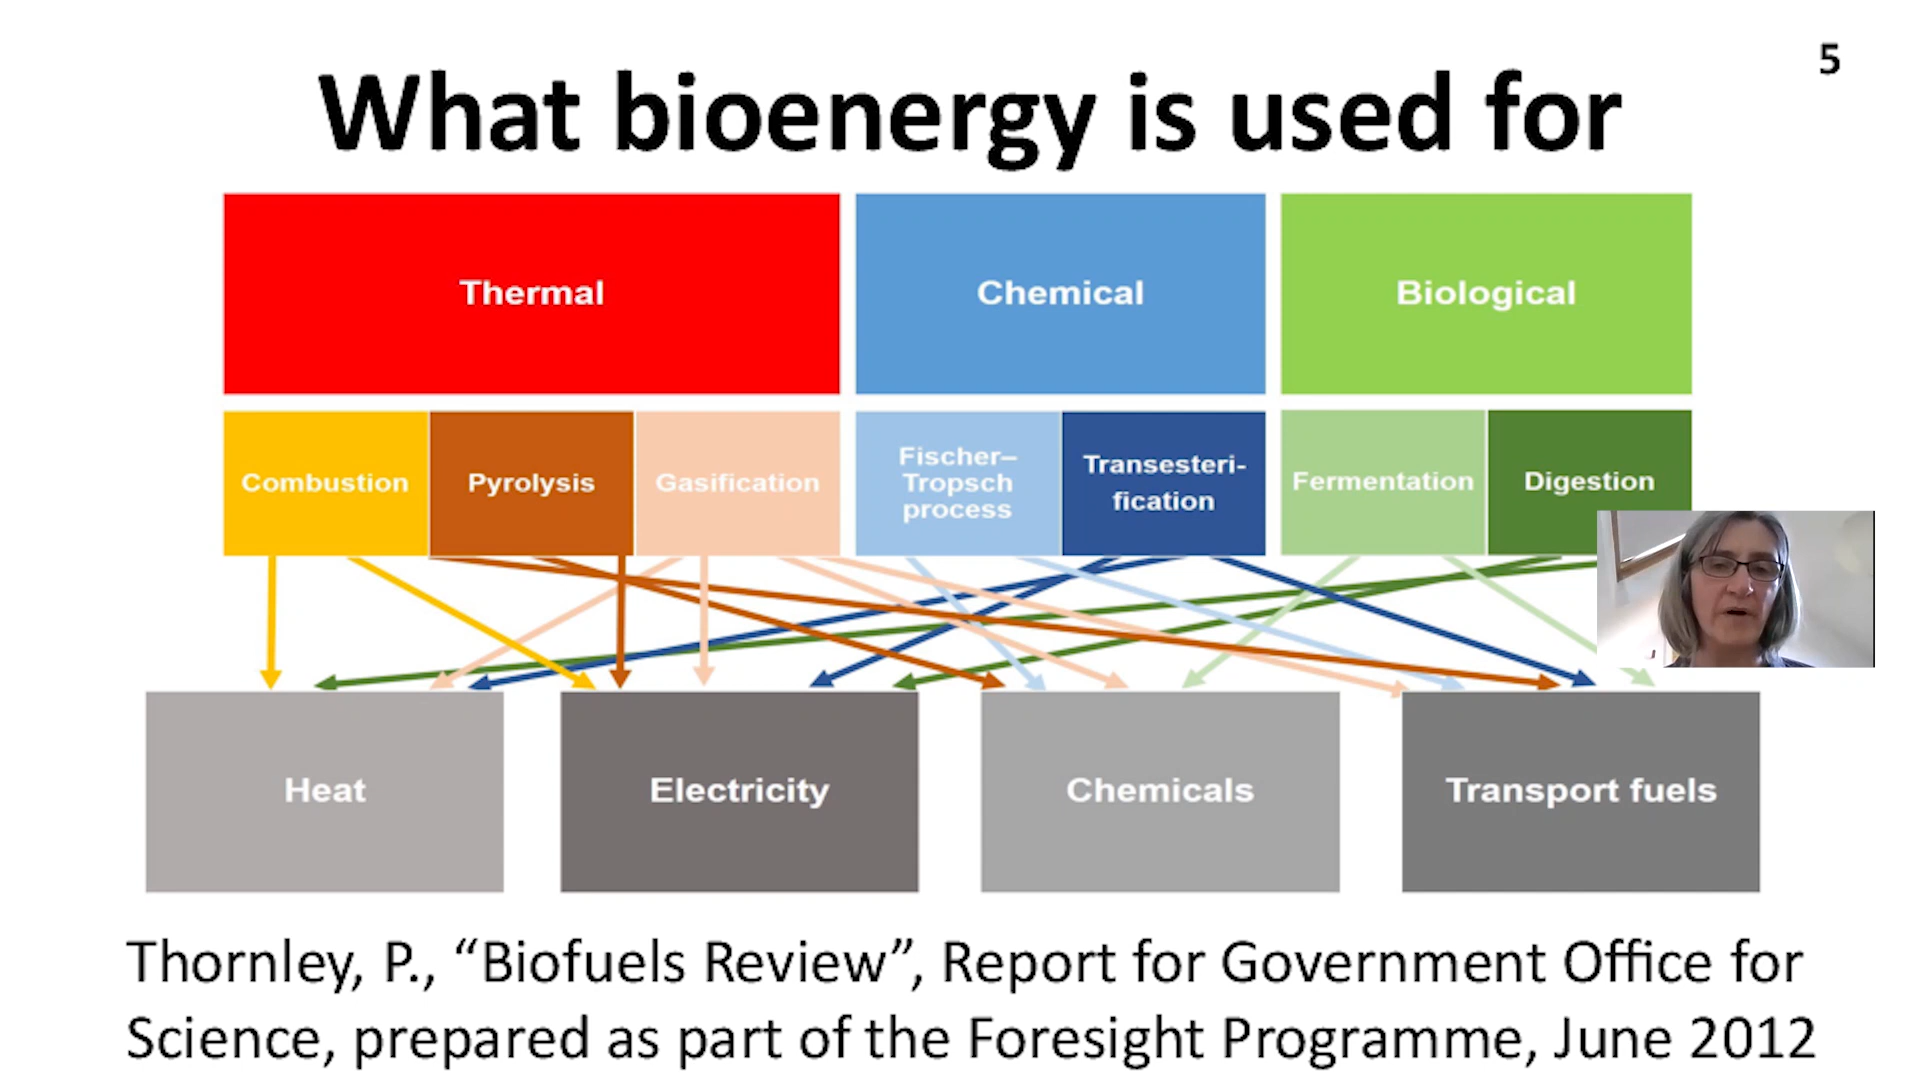 5
What bioenergy is used for
Thermal
Chemical
Biological
Combustion
Pyrolysis
Gasification
Fischer–
Tropsch
process
Transesteri-
fication
Fermentation
Digestion
Heat
Electricity
Chemicals
Transport fuels
Thornley, P., “Biofuels Review”, Report for Government Office for
Science, prepared as part of the Foresight Programme, June 2012